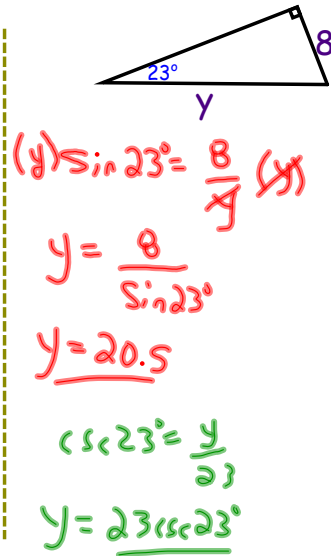 8
23°
y
(y) sin 23° = 8/y (y)
y = 8/sin 23°
y = 20.5
csc 23° = y/23
y = 23 csc 23°